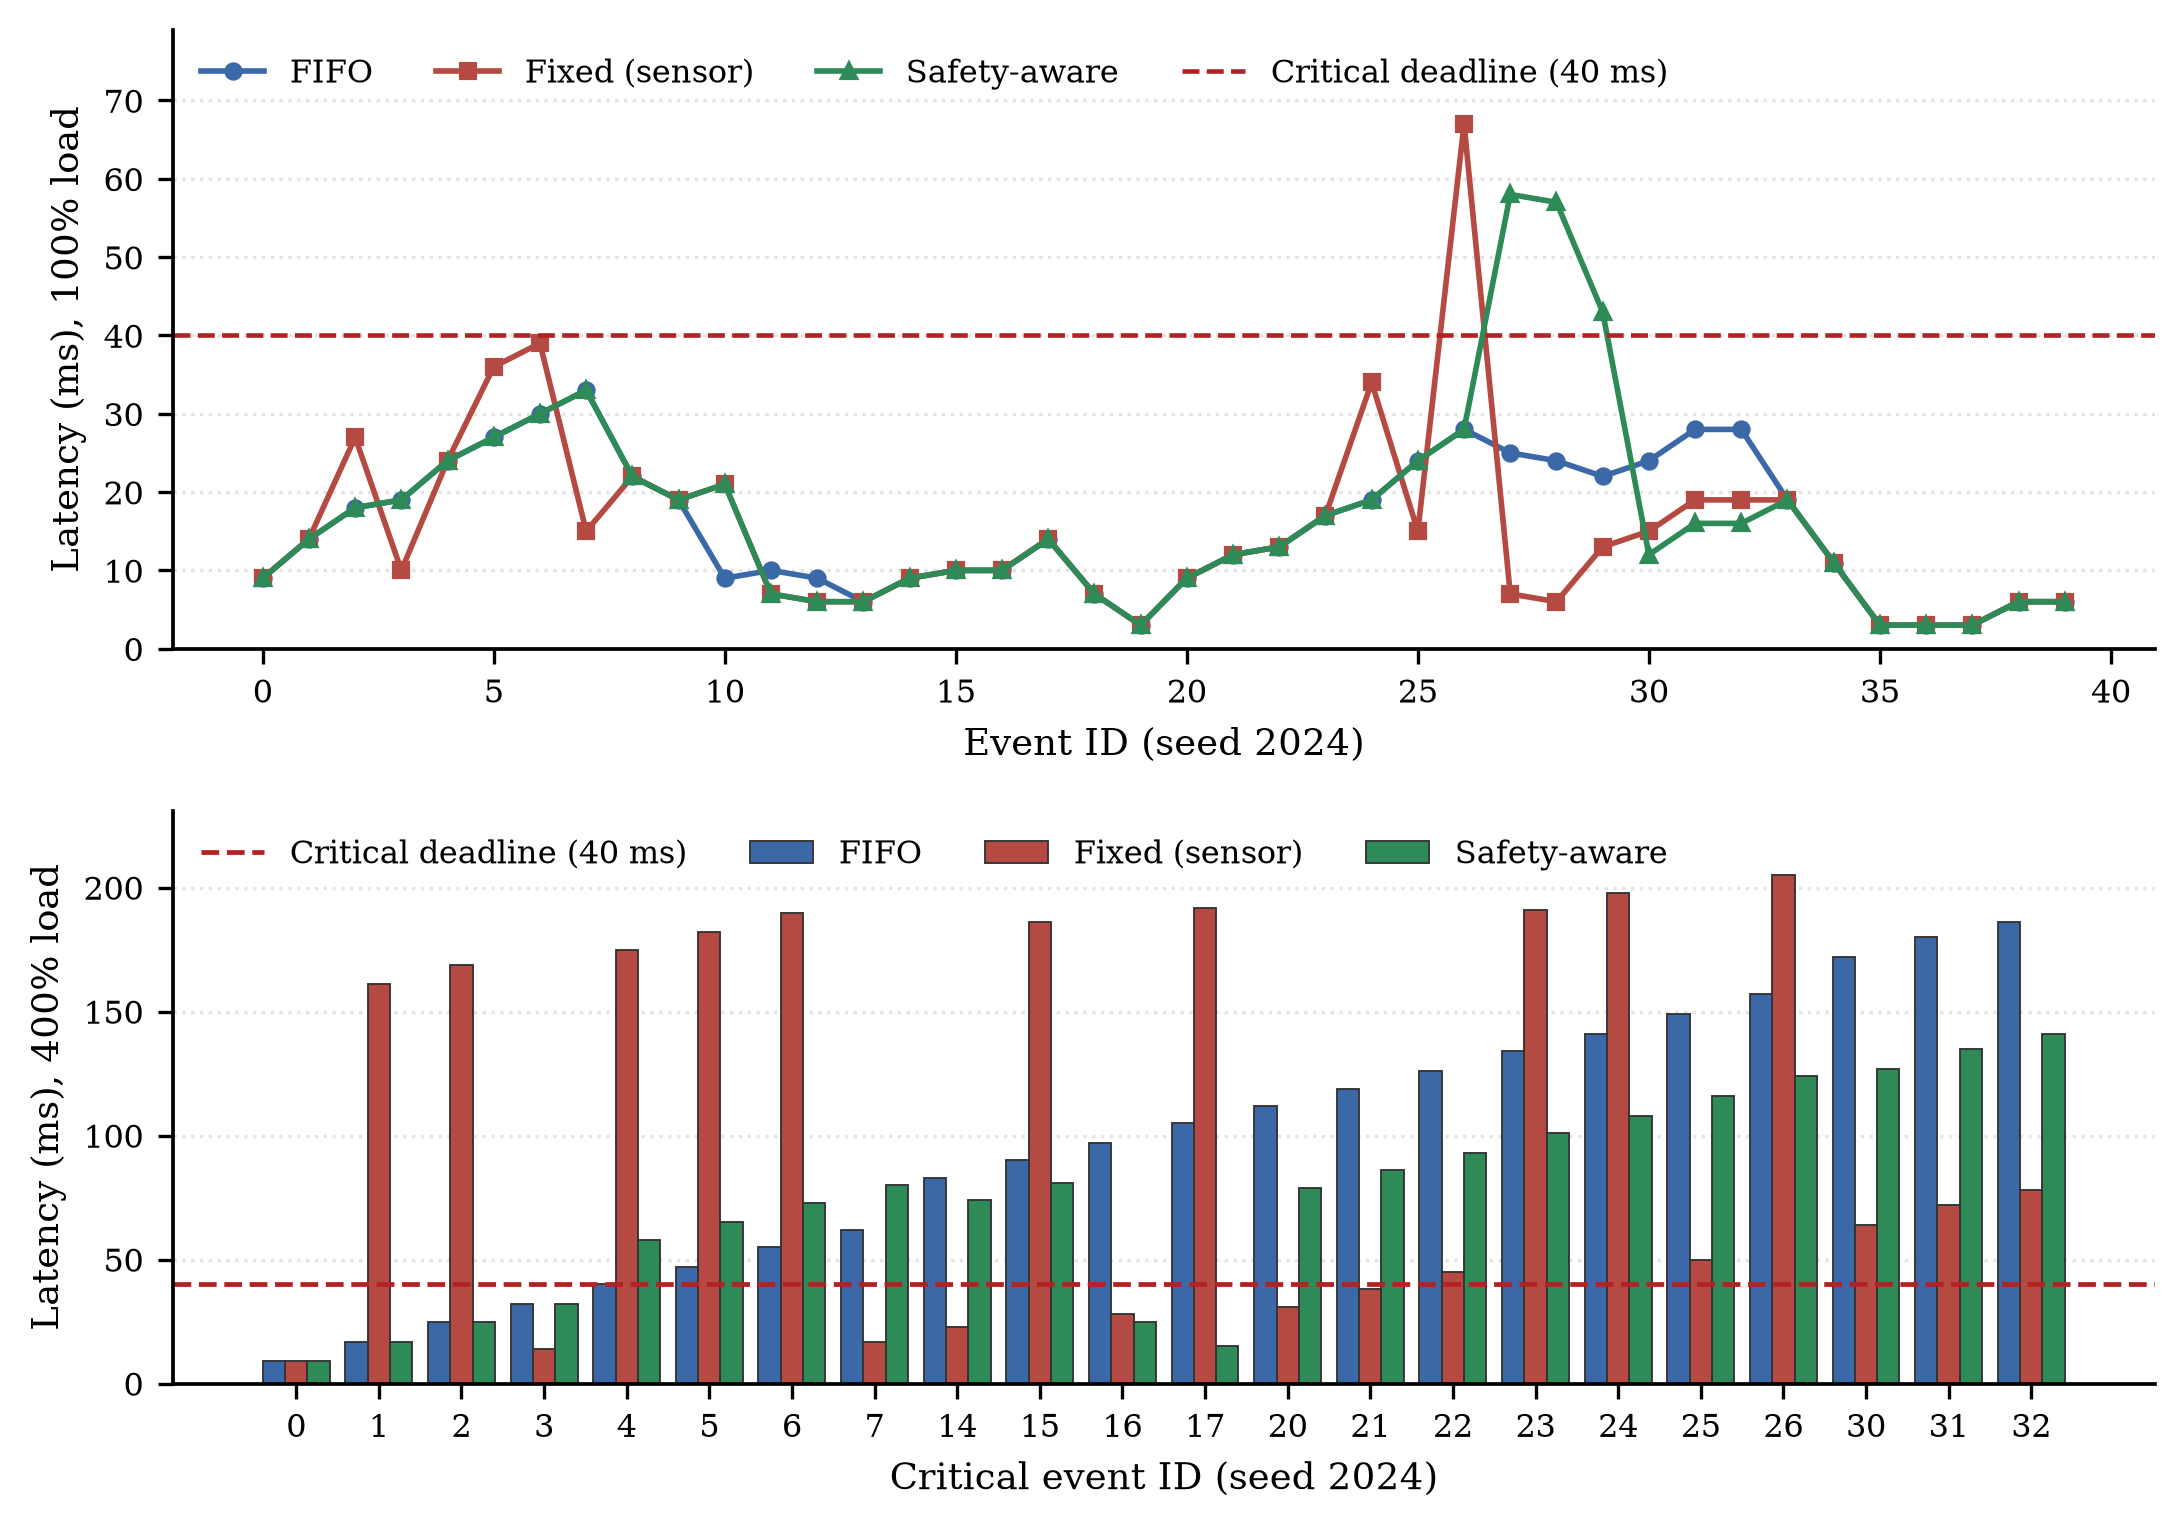 FIFO Fixed (sensor) Safety-aware Critical deadline (40 ms)
Latency (ms), 100% load
70
60
50
40
30
20
10
0
0 5 10 15 20 25 30 35 40
Event ID (seed 2024)
Critical deadline (40 ms) FIFO Fixed (sensor) Safety-aware
Latency (ms), 400% load
200
150
100
50
0
0 1 2 3 4 5 6 7 14 15 16 17 20 21 22 23 24 25 26 30 31 32
Critical event ID (seed 2024)